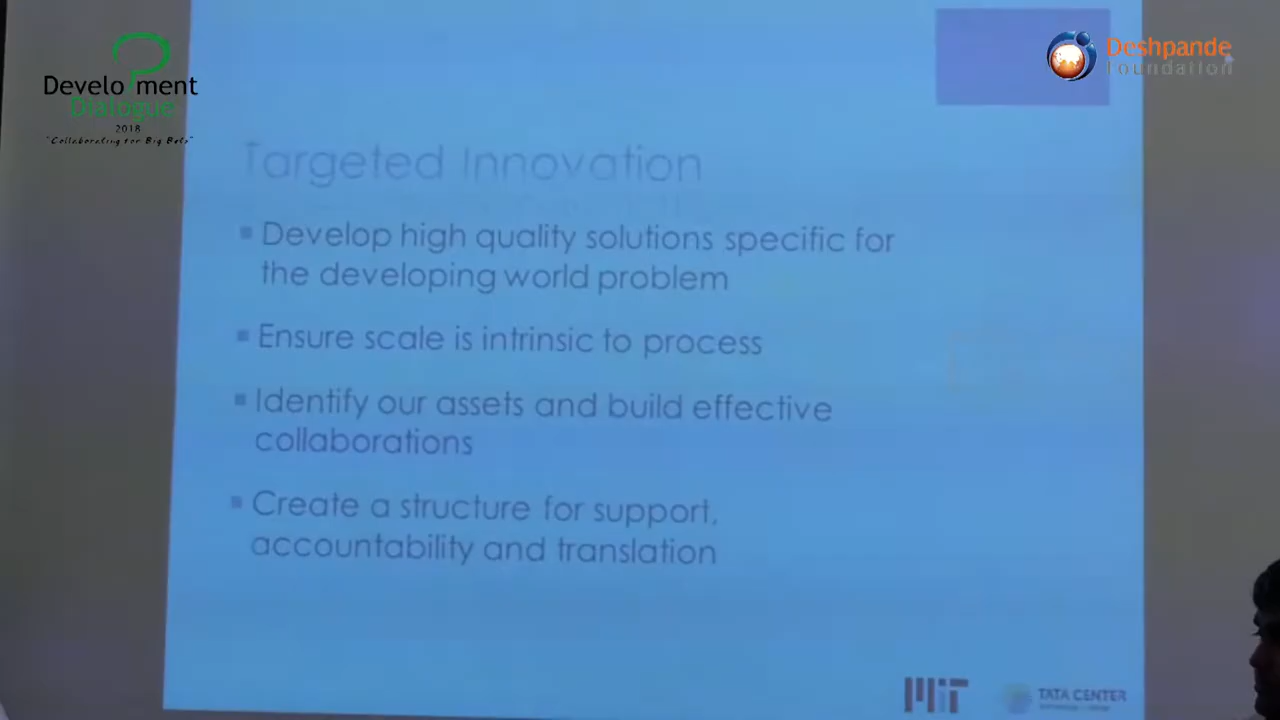 Development
Dialogue
2018
"Collaborating for Big Bets"
Deshpande
Foundation
Targeted Innovation
Develop high quality solutions specific for
the developing world problem
Ensure scale is intrinsic to process
Identify our assets and build effective
collaborations
Create a structure for support,
accountability and translation
MIT
TATA CENTER